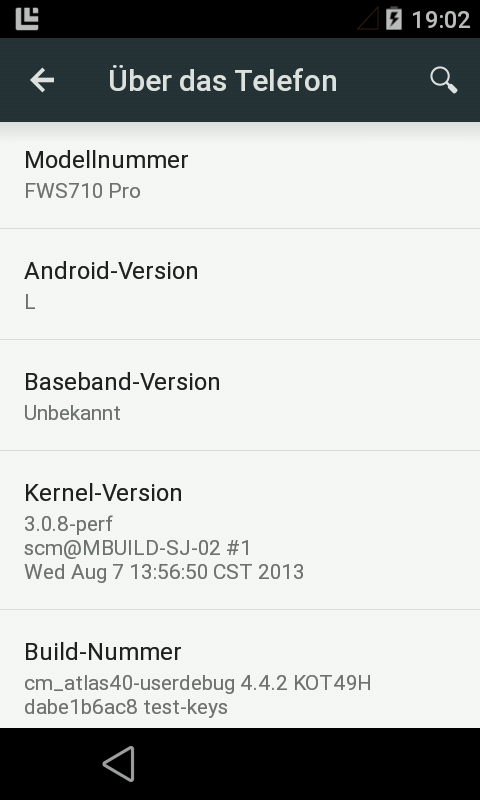 19:02
Über das Telefon
Modellnummer
FWS710 Pro
Android-Version
L
Baseband-Version
Unbekannt
Kernel-Version
3.0.8-perf
scm@MBUILD-SJ-02 #1
Wed Aug 7 13:56:50 CST 2013
Build-Nummer
cm_atlas40-userdebug 4.4.2 KOT49H
dabe1b6ac8 test-keys